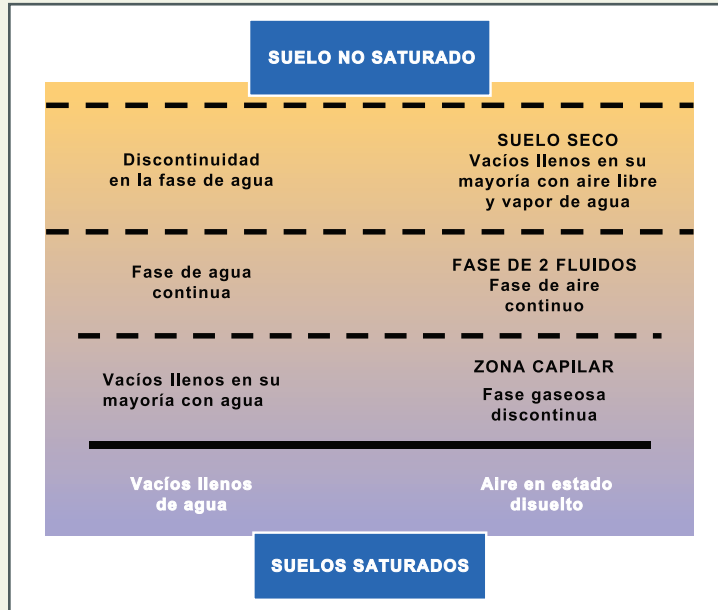 SUELO NO SATURADO
Discontinuidad
en la fase de agua
SUELO SECO
Vacíos llenos en su
mayoría con aire libre
y vapor de agua
Fase de agua
continua
FASE DE 2 FLUIDOS
Fase de aire
continuo
Vacíos llenos en su
mayoría con agua
ZONA CAPILAR
Fase gaseosa
discontinua
Vacíos llenos
de agua
Aire en estado
disuelto
SUELOS SATURADOS